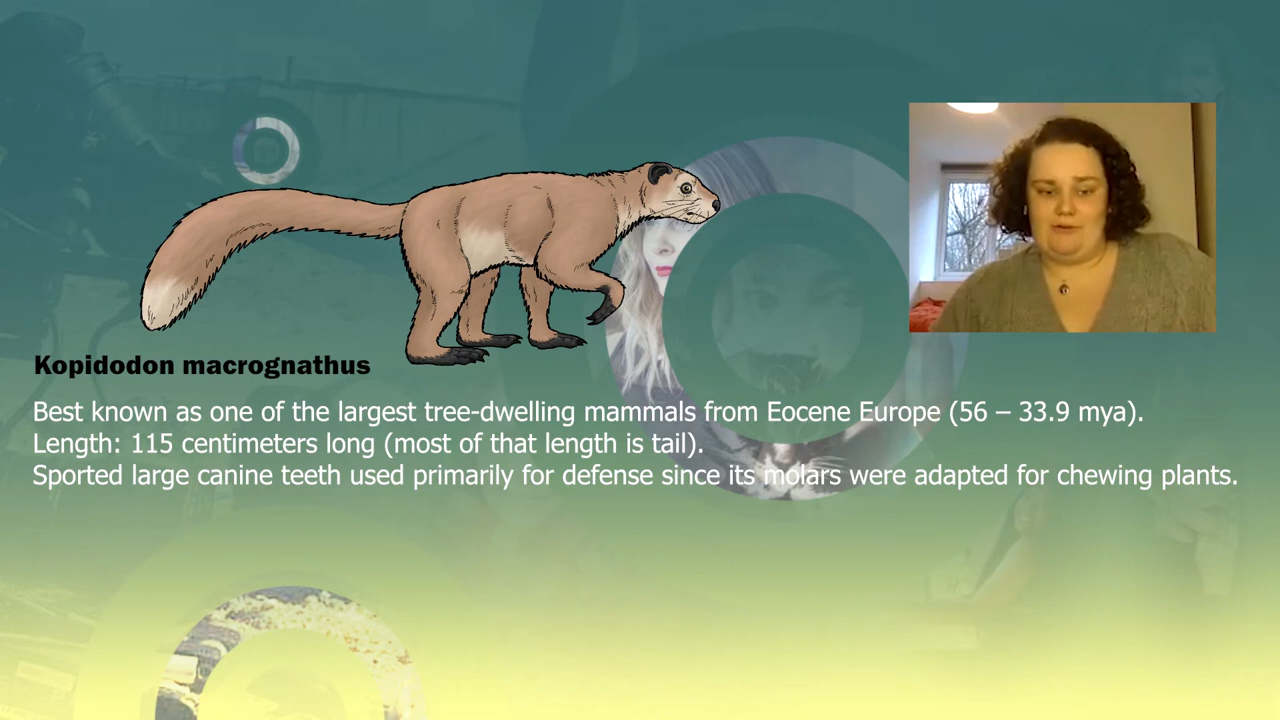 Kopidodon macrognathus
Best known as one of the largest tree-dwelling mammals from Eocene Europe (56 – 33.9 mya).
Length: 115 centimeters long (most of that length is tail).
Sported large canine teeth used primarily for defense since its molars were adapted for chewing plants.